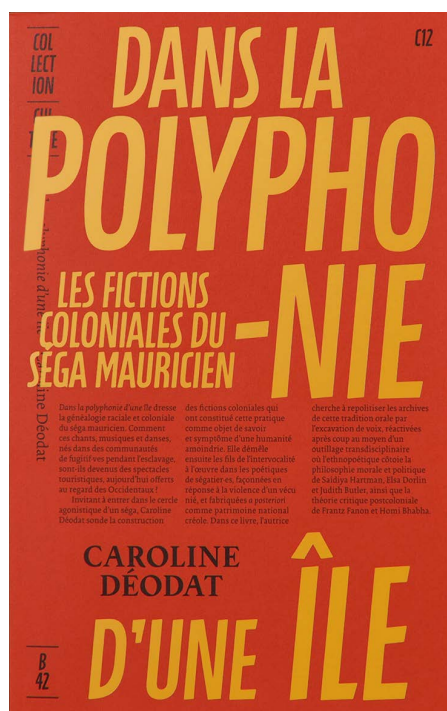 COL
LECT
ION
C12
DANS LA
POLYPHO
-NIE
LES FICTIONS
COLONIALES DU
SÉGA MAURICIEN
Dans la polyphonie d'une île dresse
la généalogie raciale et coloniale
du séga mauricien. Comment
ces chants, musiques et danses,
nés dans des communautés
de fugitif·ves pendant l'esclavage,
sont-ils devenus des spectacles
touristiques, aujourd'hui offerts
au regard des Occidentaux ?
Invitant à entrer dans le cercle
agonistique d'un séga, Caroline
Déodat sonde la construction
des fictions coloniales qui
ont constitué cette pratique
comme objet de savoir
et symptôme d'une humanité
amoindrie. Elle démêle
ensuite les fils de l'intervocalité
à l'œuvre dans les poétiques
de ségatier·es, façonnées en
réponse à la violence d'un vécu
nié, et fabriquées a posteriori
comme patrimoine national
créole. Dans ce livre, l'autrice
cherche à repolitiser les archives
de cette tradition orale par
l'excavation de voix, réactivées
après coup au moyen d'un
outillage transdisciplinaire
où l'ethnopoétique côtoie la
philosophie morale et politique
de Saidiya Hartman, Elsa Dorlin
et Judith Butler, ainsi que la
théorie critique postcoloniale
de Frantz Fanon et Homi Bhabha.
CAROLINE
DÉODAT
D'UNE ÎLE
B
42